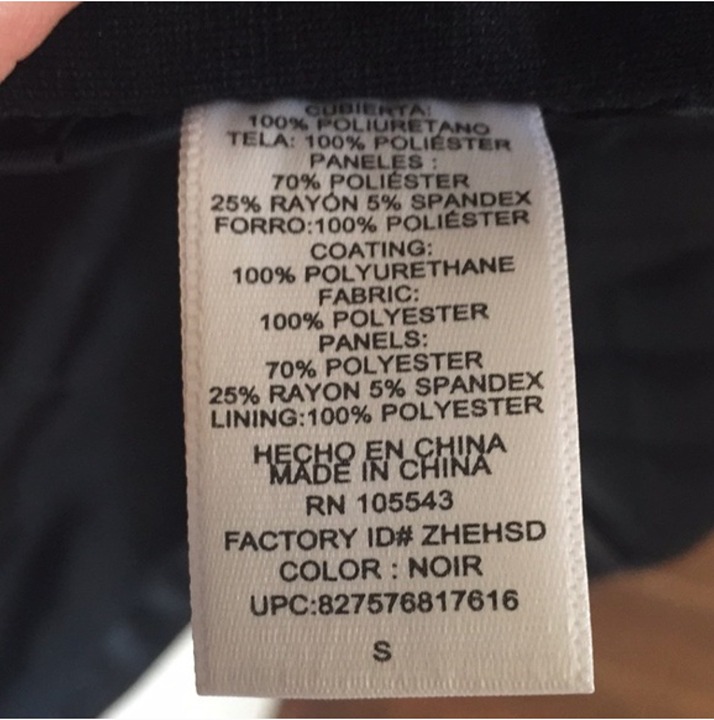 CUBIERTA:
100% POLIURETANO
TELA: 100% POLIÉSTER
PANELES :
70% POLIÉSTER
25% RAYÓN 5% SPANDEX
FORRO:100% POLIÉSTER
COATING:
100% POLYURETHANE
FABRIC:
100% POLYESTER
PANELS:
70% POLYESTER
25% RAYON 5% SPANDEX
LINING:100% POLYESTER
HECHO EN CHINA
MADE IN CHINA
RN 105543
FACTORY ID# ZHEHSD
COLOR : NOIR
UPC:827576817616
S